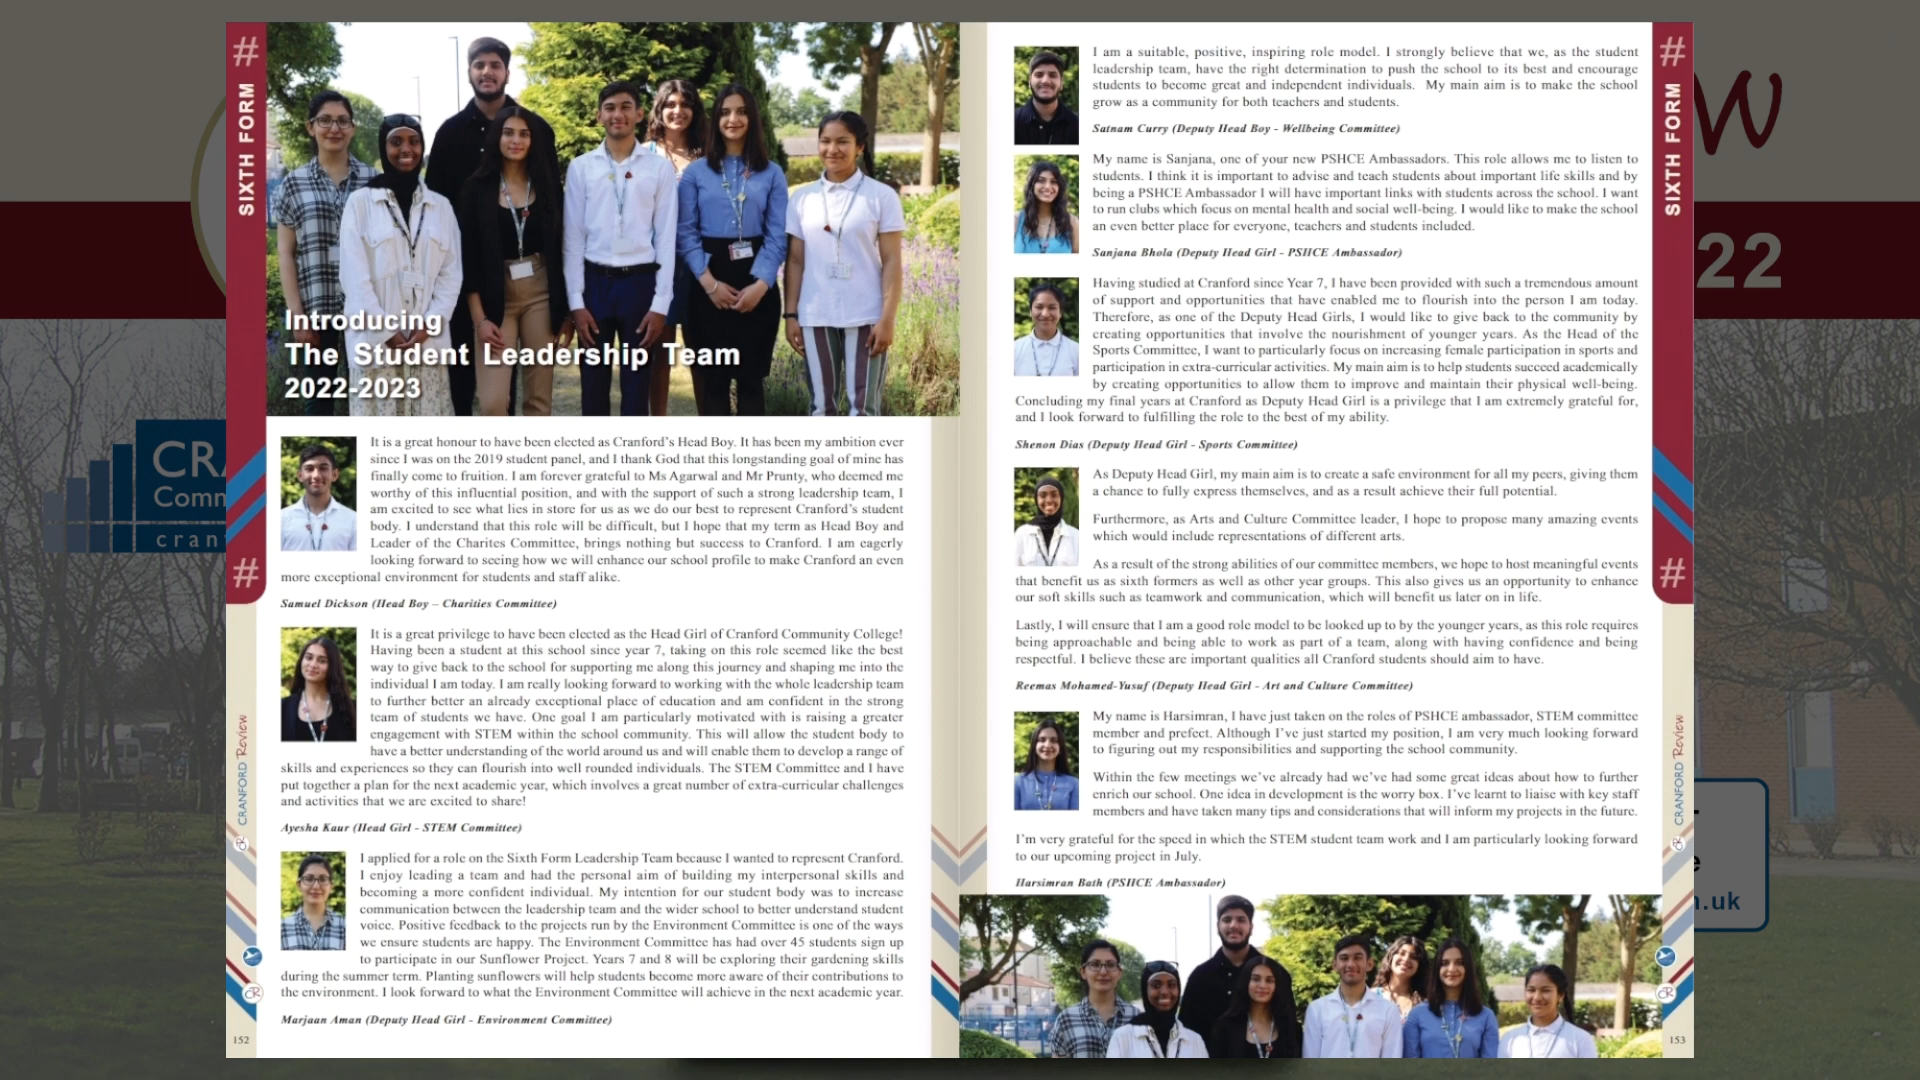 #
SIXTH FORM
Introducing
The Student Leadership Team
2022-2023
It is a great honour to have been elected as Cranford's Head Boy. It has been my ambition ever
since I was on the 2019 student panel, and I thank God that this longstanding goal of mine has
finally come to fruition. I am forever grateful to Ms Agarwal and Mr Prunty, who deemed me
worthy of this influential position, and with the support of such a strong leadership team, I
am excited to see what lies in store for us as we do our best to represent Cranford's student
body. I understand that this role will be difficult, but I hope that my term as Head Boy and
Leader of the Charites Committee, brings nothing but success to Cranford. I am eagerly
looking forward to seeing how we will enhance our school profile to make Cranford an even
more exceptional environment for students and staff alike.
Samuel Dickson (Head Boy – Charities Committee)
It is a great privilege to have been elected as the Head Girl of Cranford Community College!
Having been a student at this school since year 7, taking on this role seemed like the best
way to give back to the school for supporting me along this journey and shaping me into the
individual I am today. I am really looking forward to working with the whole leadership team
to further better an already exceptional place of education and am confident in the strong
team of students we have. One goal I am particularly motivated with is raising a greater
engagement with STEM within the school community. This will allow the student body to
have a better understanding of the world around us and will enable them to develop a range of
skills and experiences so they can flourish into well rounded individuals. The STEM Committee and I have
put together a plan for the next academic year, which involves a great number of extra-curricular challenges
and activities that we are excited to share!
Ayesha Kaur (Head Girl - STEM Committee)
I applied for a role on the Sixth Form Leadership Team because I wanted to represent Cranford.
I enjoy leading a team and had the personal aim of building my interpersonal skills and
becoming a more confident individual. My intention for our student body was to increase
communication between the leadership team and the wider school to better understand student
voice. Positive feedback to the projects run by the Environment Committee is one of the ways
we ensure students are happy. The Environment Committee has had over 45 students sign up
to participate in our Sunflower Project. Years 7 and 8 will be exploring their gardening skills
during the summer term. Planting sunflowers will help students become more aware of their contributions to
the environment. I look forward to what the Environment Committee will achieve in the next academic year.
Marjaan Aman (Deputy Head Girl - Environment Committee)
#
CRANFORD Review
CR
CR
152
I am a suitable, positive, inspiring role model. I strongly believe that we, as the student
leadership team, have the right determination to push the school to its best and encourage
students to become great and independent individuals. My main aim is to make the school
grow as a community for both teachers and students.
Satnam Curry (Deputy Head Boy - Wellbeing Committee)
My name is Sanjana, one of your new PSHCE Ambassadors. This role allows me to listen to
students. I think it is important to advise and teach students about important life skills and by
being a PSHCE Ambassador I will have important links with students across the school. I want
to run clubs which focus on mental health and social well-being. I would like to make the school
an even better place for everyone, teachers and students included.
Sanjana Bhola (Deputy Head Girl - PSHCE Ambassador)
Having studied at Cranford since Year 7, I have been provided with such a tremendous amount
of support and opportunities that have enabled me to flourish into the person I am today.
Therefore, as one of the Deputy Head Girls, I would like to give back to the community by
creating opportunities that involve the nourishment of younger years. As the Head of the
Sports Committee, I want to particularly focus on increasing female participation in sports and
participation in extra-curricular activities. My main aim is to help students succeed academically
by creating opportunities to allow them to improve and maintain their physical well-being.
Concluding my final years at Cranford as Deputy Head Girl is a privilege that I am extremely grateful for,
and I look forward to fulfilling the role to the best of my ability.
Shenon Dias (Deputy Head Girl - Sports Committee)
As Deputy Head Girl, my main aim is to create a safe environment for all my peers, giving them
a chance to fully express themselves, and as a result achieve their full potential.
Furthermore, as Arts and Culture Committee leader, I hope to propose many amazing events
which would include representations of different arts.
As a result of the strong abilities of our committee members, we hope to host meaningful events
that benefit us as sixth formers as well as other year groups. This also gives us an opportunity to enhance
our soft skills such as teamwork and communication, which will benefit us later on in life.
Lastly, I will ensure that I am a good role model to be looked up to by the younger years, as this role requires
being approachable and being able to work as part of a team, along with having confidence and being
respectful. I believe these are important qualities all Cranford students should aim to have.
Reemas Mohamed-Yusuf (Deputy Head Girl - Art and Culture Committee)
My name is Harsimran, I have just taken on the roles of PSHCE ambassador, STEM committee
member and prefect. Although I've just started my position, I am very much looking forward
to figuring out my responsibilities and supporting the school community.
Within the few meetings we've already had we've had some great ideas about how to further
enrich our school. One idea in development is the worry box. I've learnt to liaise with key staff
members and have taken many tips and considerations that will inform my projects in the future.
I'm very grateful for the speed in which the STEM student team work and I am particularly looking forward
to our upcoming project in July.
Harsimran Bath (PSHCE Ambassador)
#
SIXTH FORM
#
CRANFORD Review
CR
CR
153
W
22
CRA
Comm
cran
e
.uk